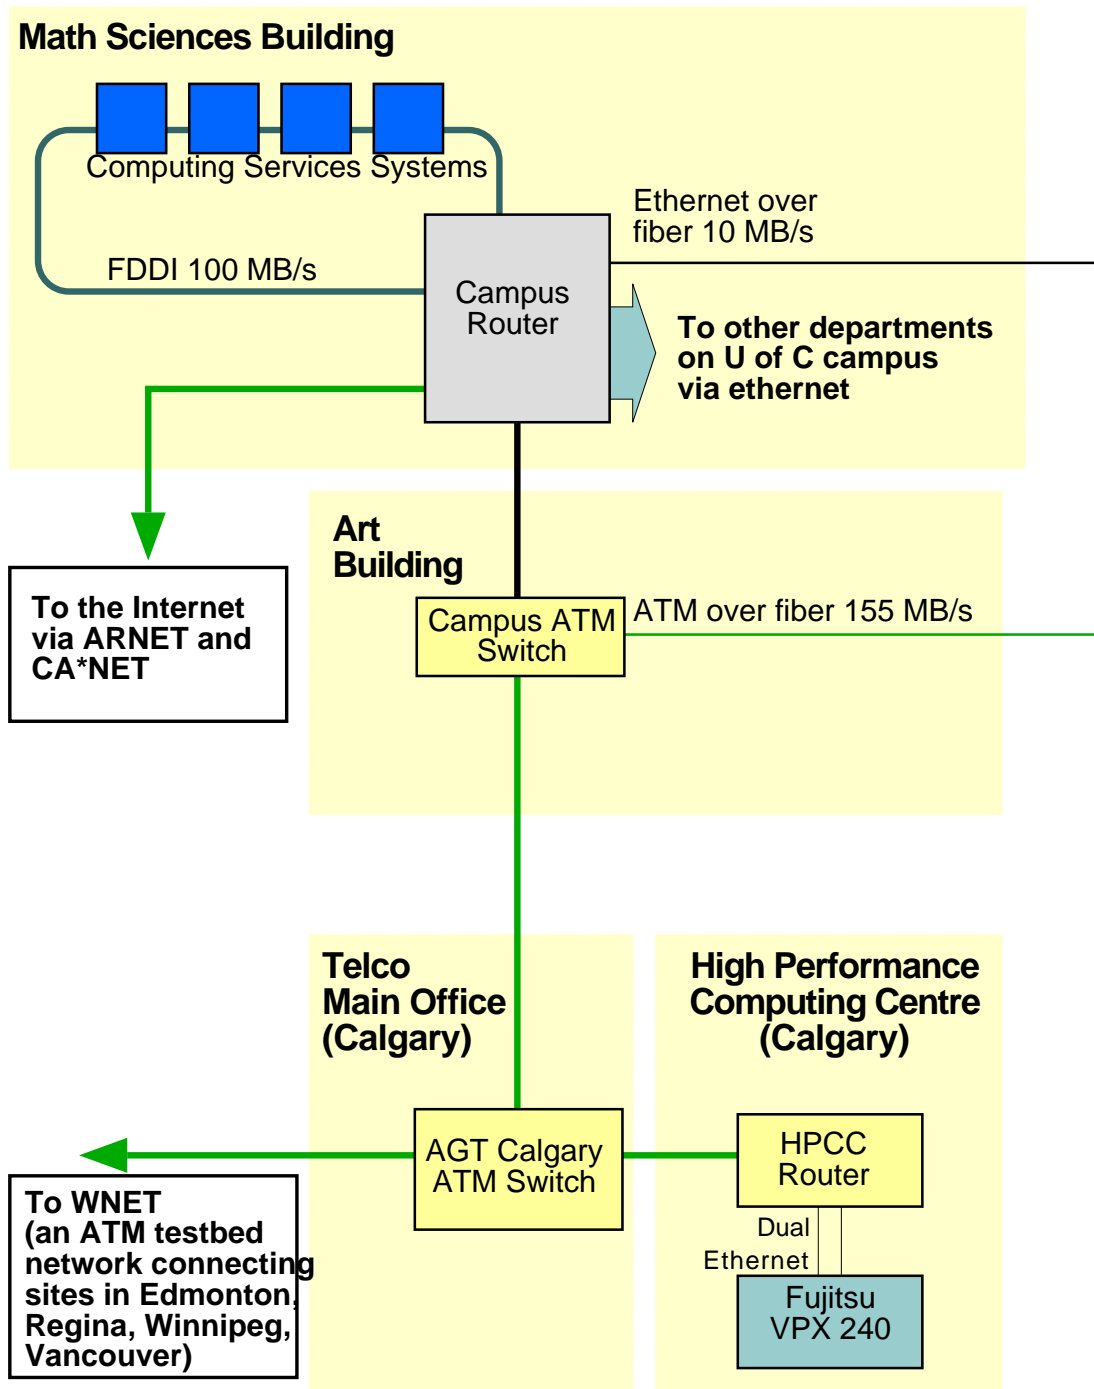 Math Sciences Building
Computing Services Systems
FDDI 100 MB/s
Campus
Router
Ethernet over
fiber 10 MB/s
To other departments
on U of C campus
via ethernet
To the Internet
via ARNET and
CA*NET
Art
Building
Campus ATM
Switch
ATM over fiber 155 MB/s
Telco
Main Office
(Calgary)
High Performance
Computing Centre
(Calgary)
AGT Calgary
ATM Switch
HPCC
Router
Dual
Ethernet
Fujitsu
VPX 240
To WNET
(an ATM testbed
network connecting
sites in Edmonton,
Regina, Winnipeg,
Vancouver)